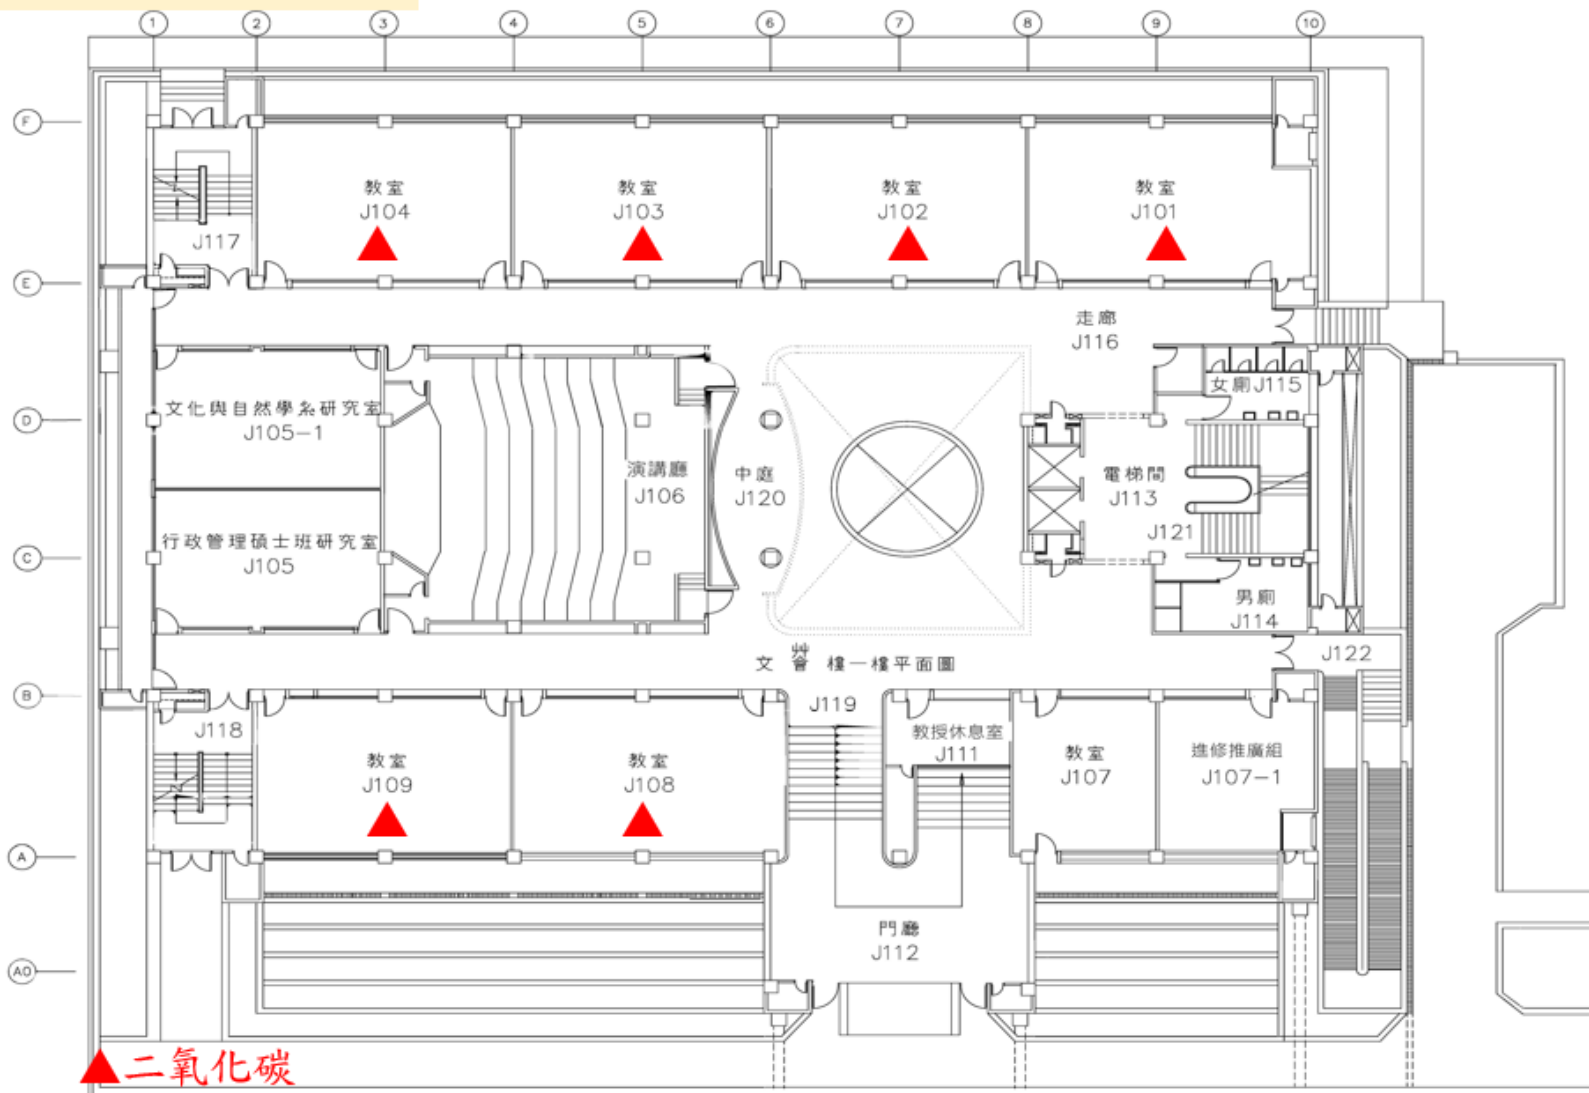 1 2 3 4 5 6 7 8 9 10
F
教室 教室 教室 教室
J104 J103 J102 J101
J117
E
走廊
J116
女廁J115
文化與自然學系研究室
J105-1
D
演講廳
J106
中庭
J120
電梯間
J113
J121
行政管理碩士班研究室
J105
C
男廁
J114
文薈樓一樓平面圖
J122
B
J118
J119
教授休息室
J111
教室 教室 教室
J109 J108 J107
進修推廣組
J107-1
A
門廳
J112
A0
二氧化碳